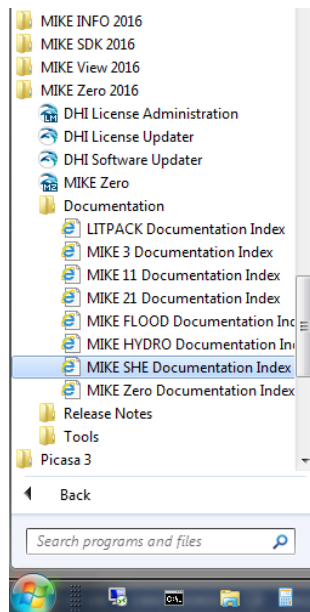 MIKE INFO 2016
MIKE SDK 2016
MIKE View 2016
MIKE Zero 2016
DHI License Administration
DHI License Updater
DHI Software Updater
MIKE Zero
Documentation
LITPACK Documentation Index
MIKE 3 Documentation Index
MIKE 11 Documentation Index
MIKE 21 Documentation Index
MIKE FLOOD Documentation Inc
MIKE HYDRO Documentation In
MIKE SHE Documentation Index
MIKE Zero Documentation Index
Release Notes
Tools
Picasa 3
Back
Search programs and files